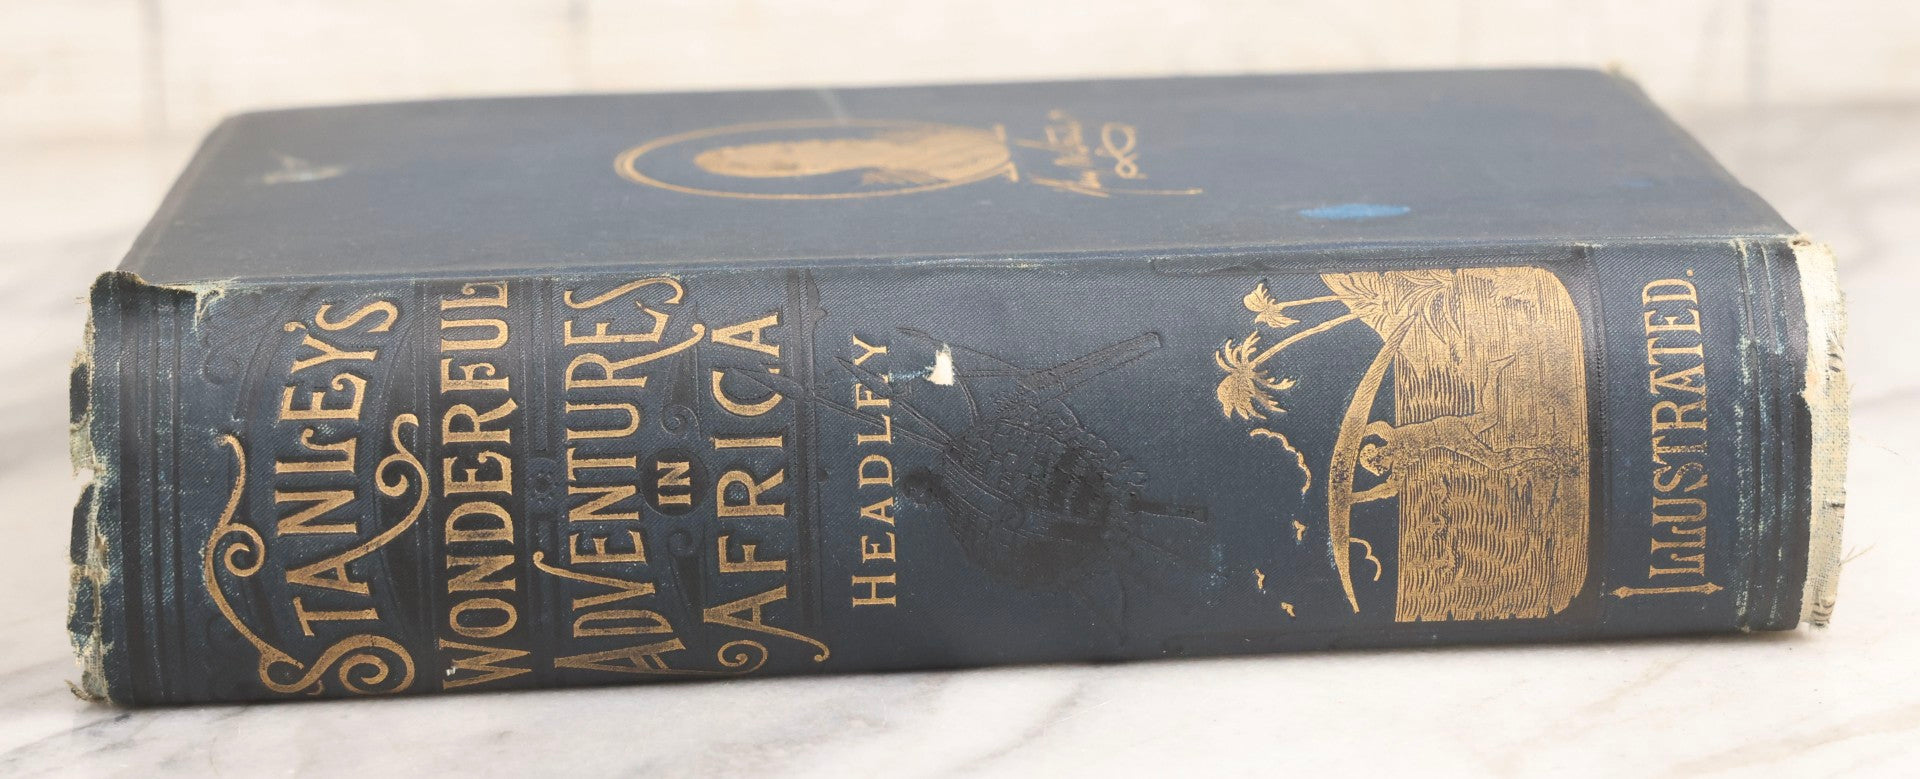 STANLEY'S
WONDERFUL
ADVENTURES
IN
AFRICA
HEADLEY
ILLUSTRATED.